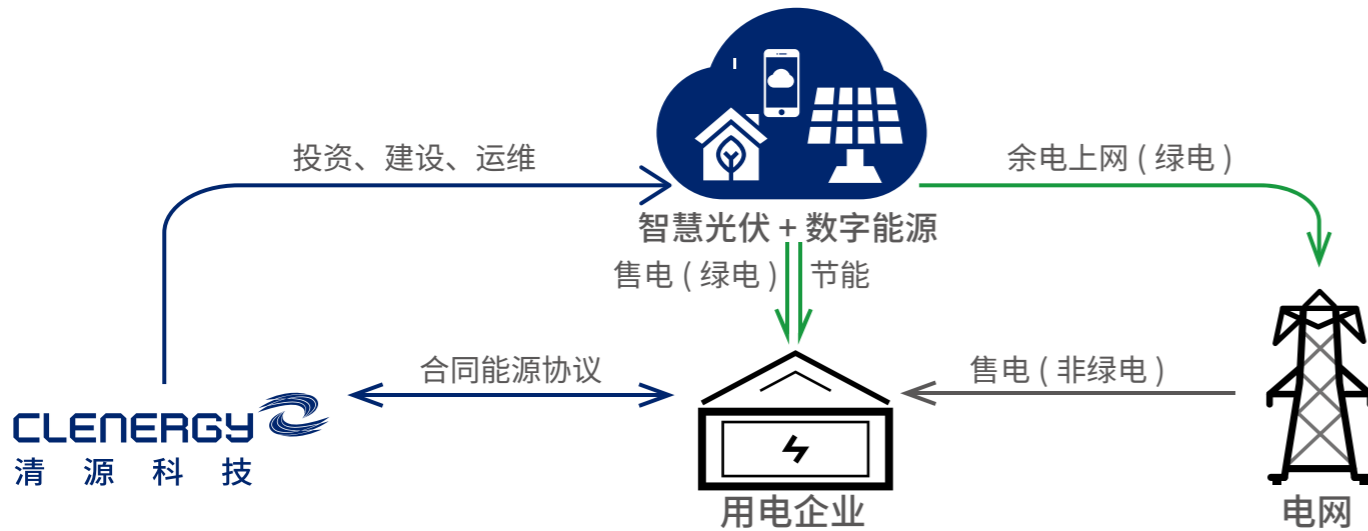 投资、建设、运维
余电上网 ( 绿电 )
智慧光伏 + 数字能源
售电 ( 绿电 )
节能
合同能源协议
售电 ( 非绿电 )
CLENERGY
清源科技
用电企业
电网